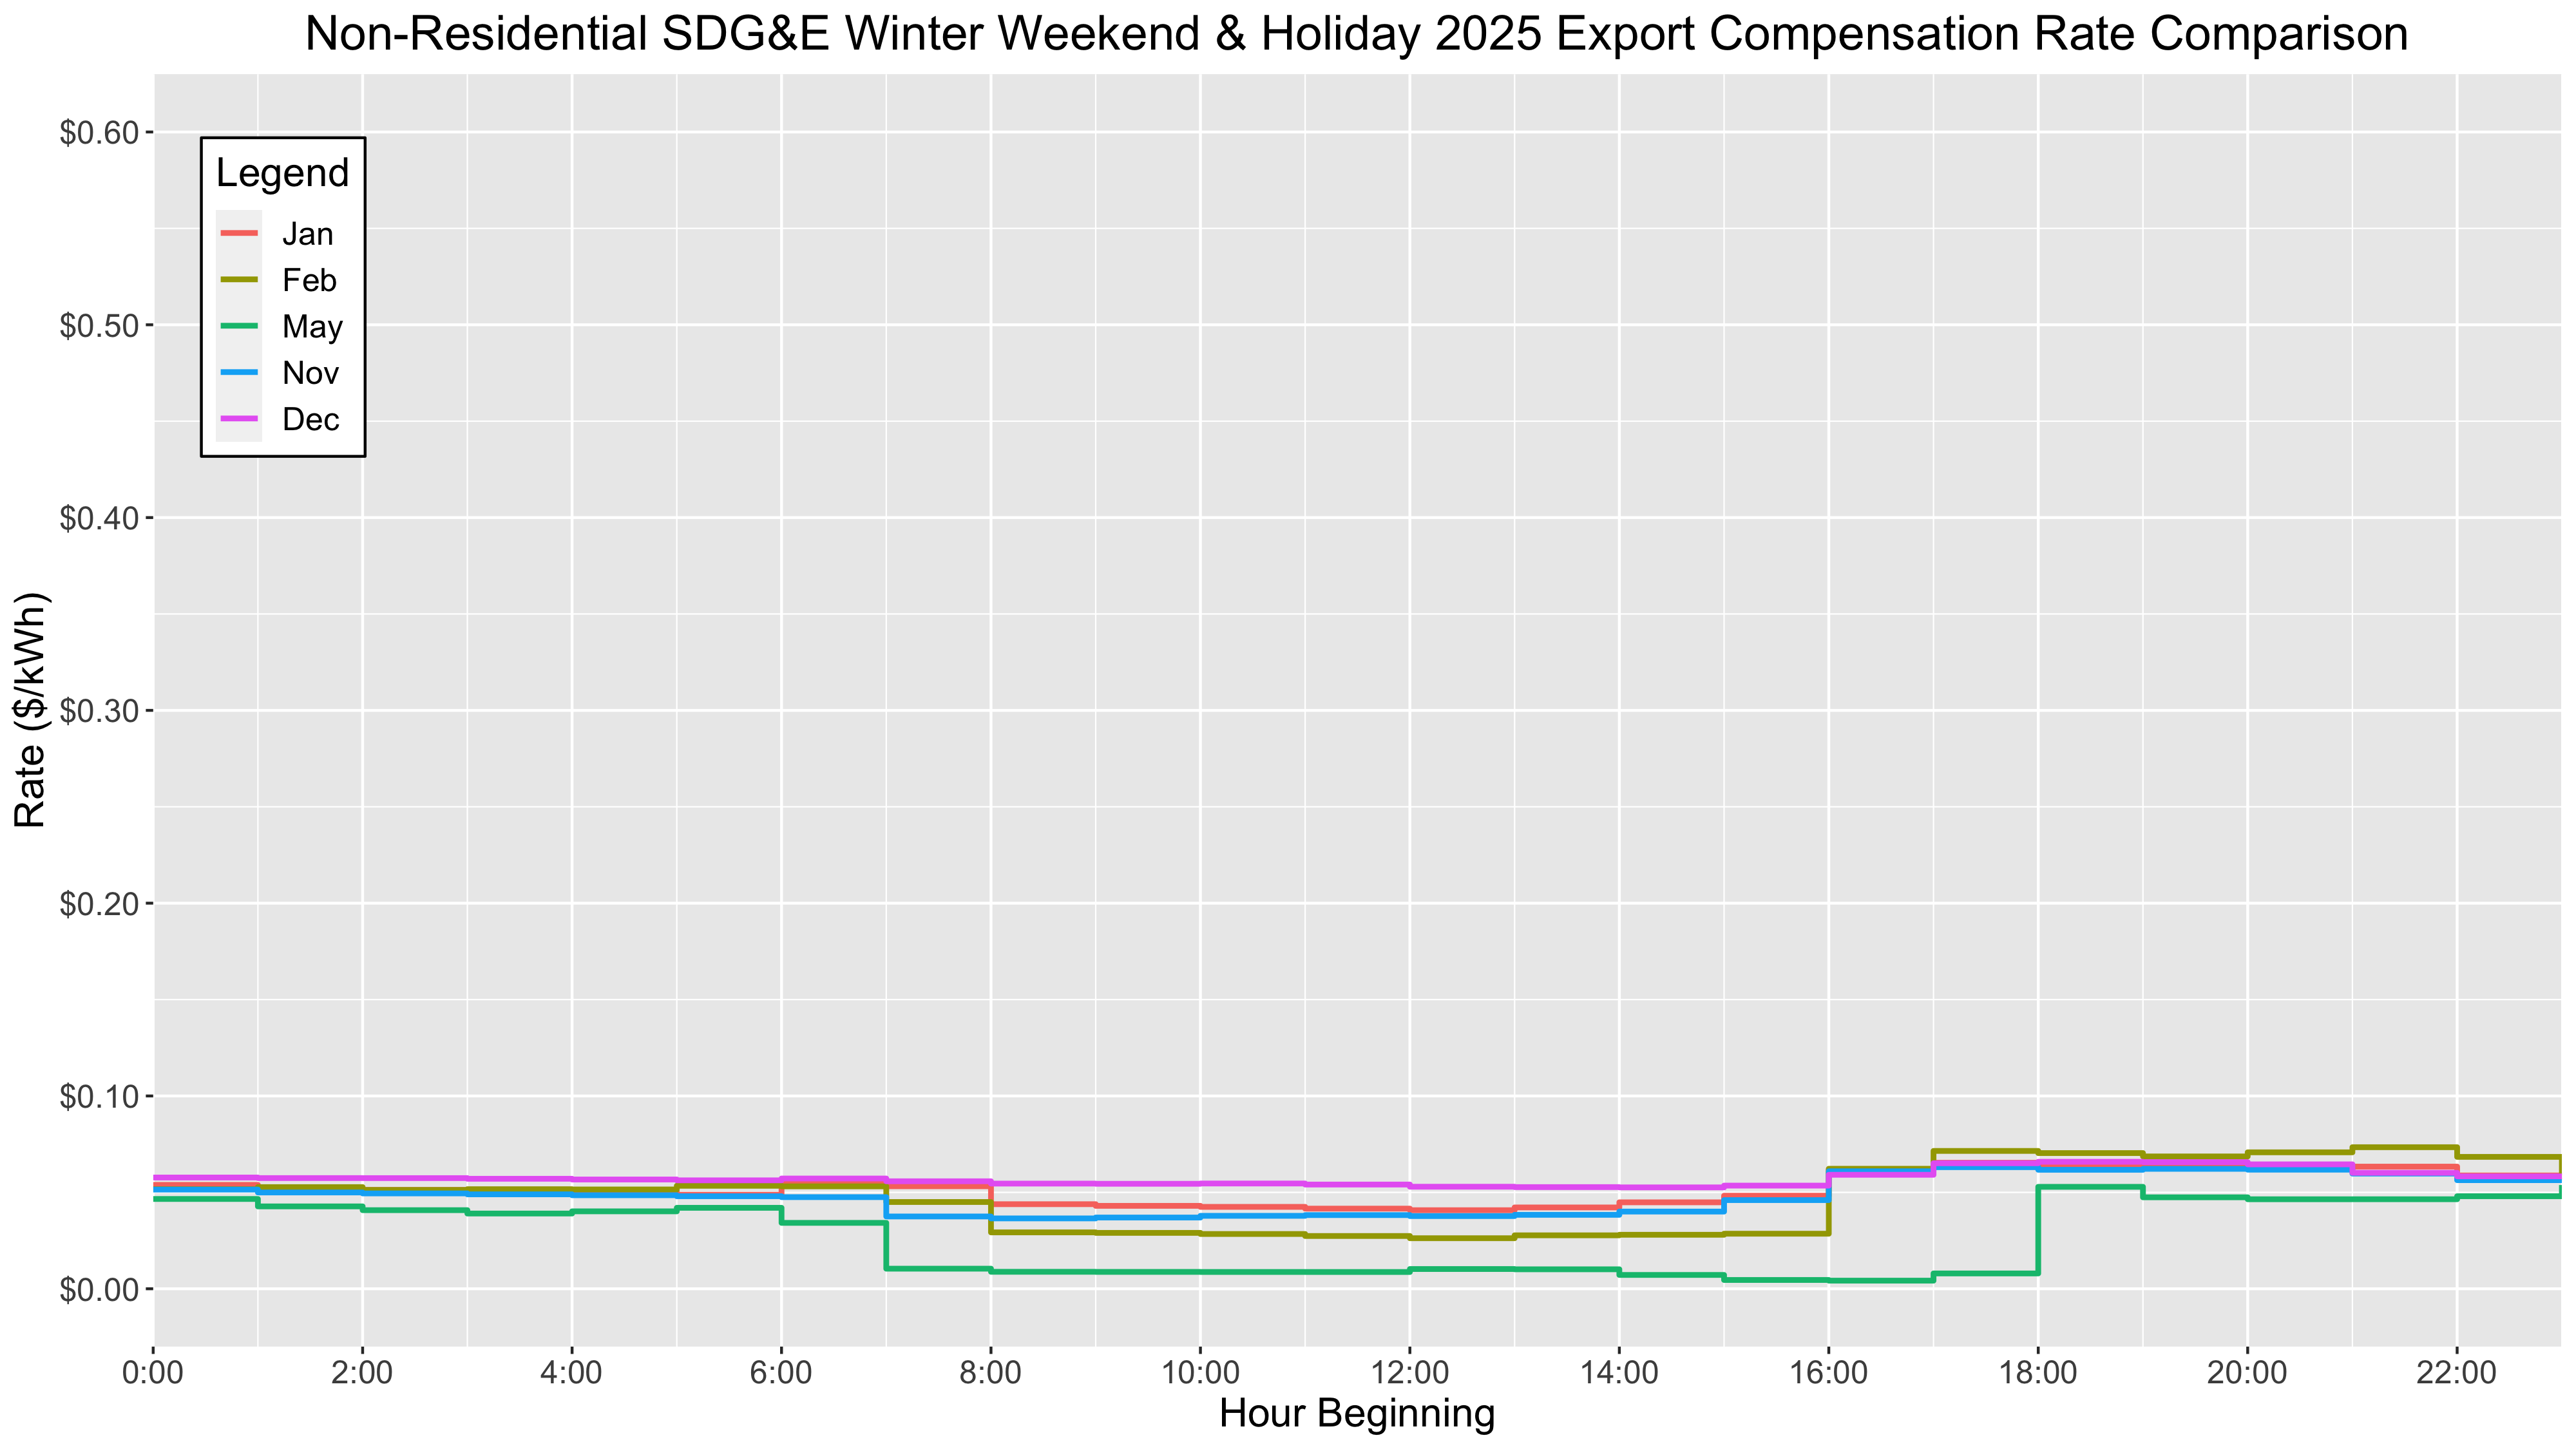 Non-Residential SDG&E Winter Weekend & Holiday 2025 Export Compensation Rate Comparison
Legend
Jan
Feb
May
Nov
Dec
Rate ($/kWh)
$0.60
$0.50
$0.40
$0.30
$0.20
$0.10
$0.00
0:00 2:00 4:00 6:00 8:00 10:00 12:00 14:00 16:00 18:00 20:00 22:00
Hour Beginning